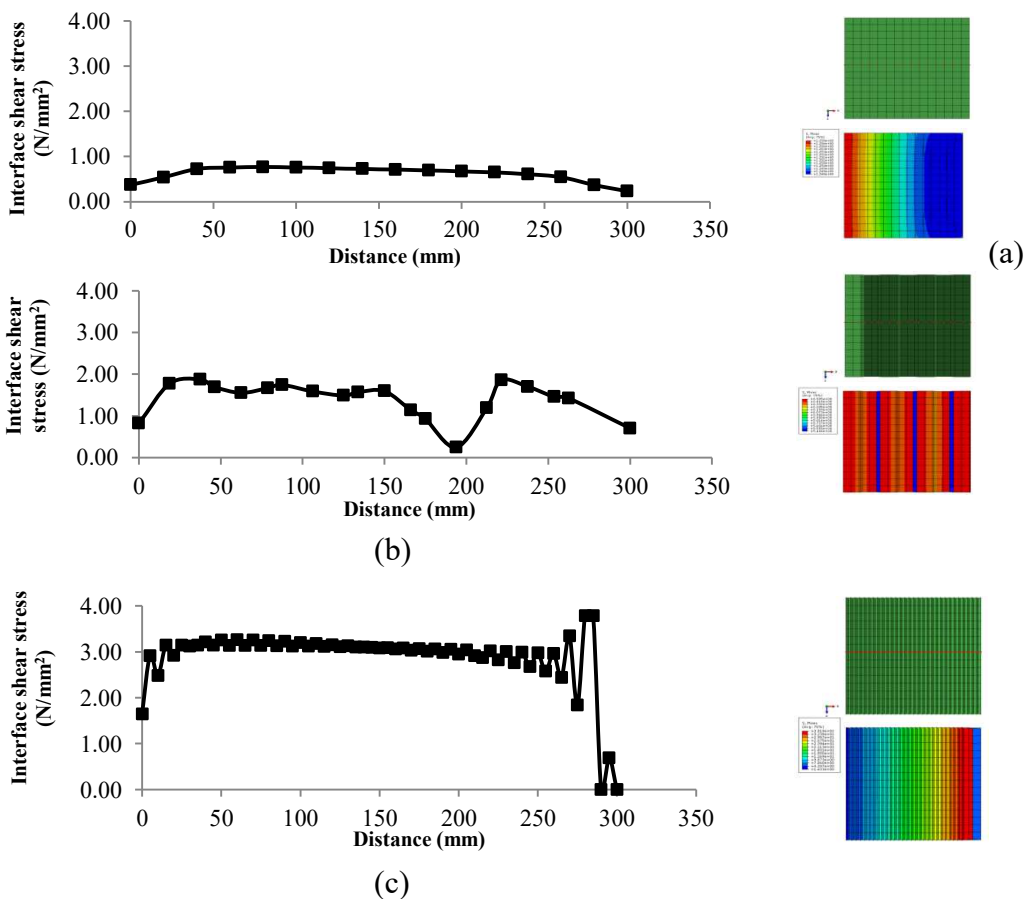 4.00
3.00
2.00
1.00
0.00
Interface shear stress
(N/mm²)
0 50 100 150 200 250 300 350
Distance (mm)
(a)
4.00
3.00
2.00
1.00
0.00
Interface shear
stress (N/mm²)
0 50 100 150 200 250 300 350
Distance (mm)
(b)
4.00
3.00
2.00
1.00
0.00
Interface shear stress
(N/mm²)
0 50 100 150 200 250 300 350
Distance (mm)
(c)